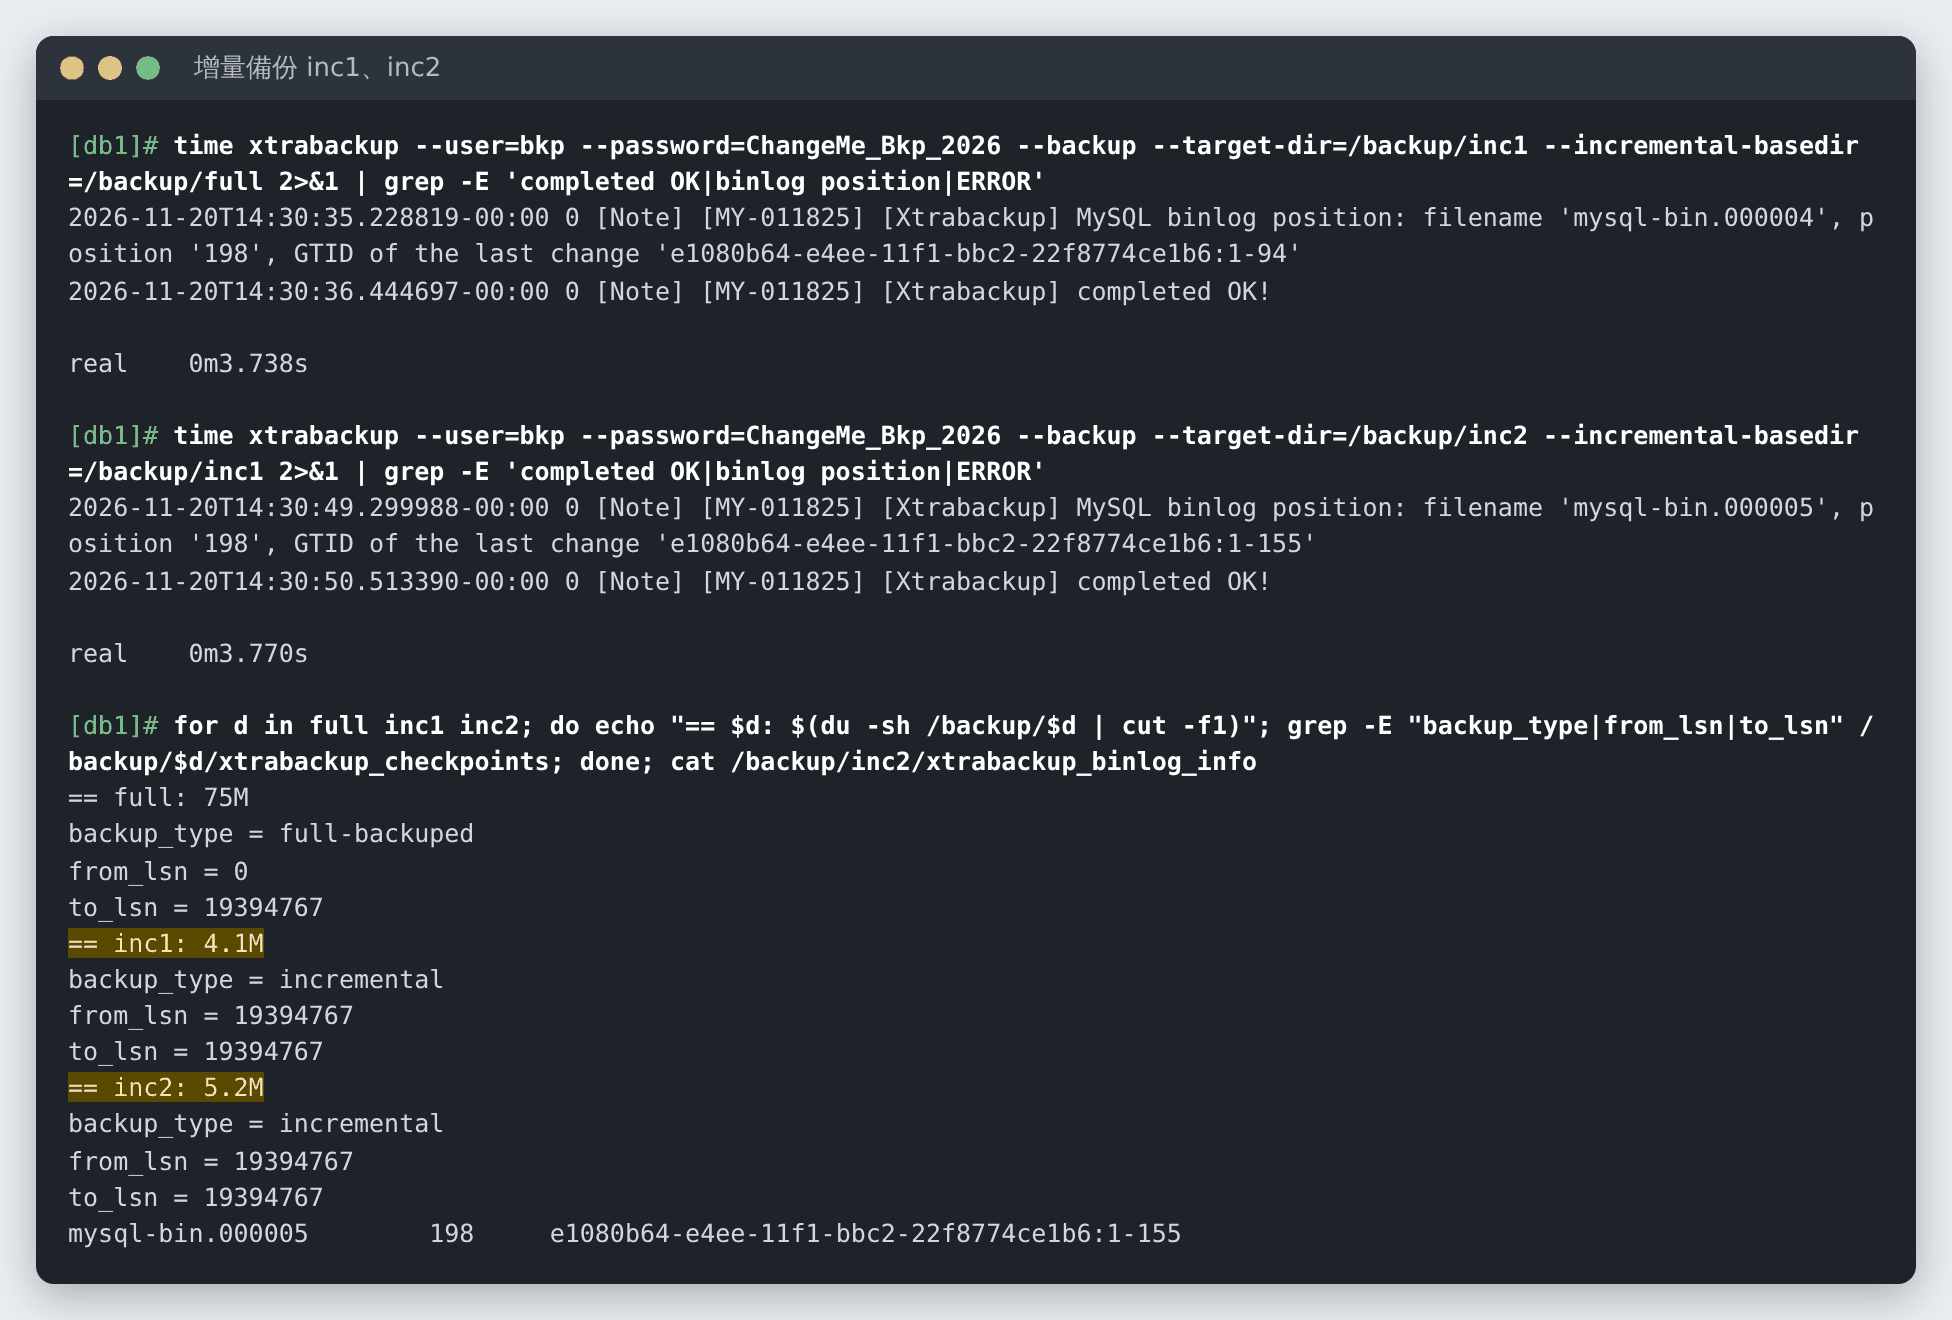 增量備份 inc1、inc2
[db1]# time xtrabackup --user=bkp --password=ChangeMe_Bkp_2026 --backup --target-dir=/backup/inc1 --incremental-basedir
=/backup/full 2>&1 | grep -E 'completed OK|binlog position|ERROR'
2026-11-20T14:30:35.228819-00:00 0 [Note] [MY-011825] [Xtrabackup] MySQL binlog position: filename 'mysql-bin.000004', p
osition '198', GTID of the last change 'e1080b64-e4ee-11f1-bbc2-22f8774ce1b6:1-94'
2026-11-20T14:30:36.444697-00:00 0 [Note] [MY-011825] [Xtrabackup] completed OK!
real    0m3.738s
[db1]# time xtrabackup --user=bkp --password=ChangeMe_Bkp_2026 --backup --target-dir=/backup/inc2 --incremental-basedir
=/backup/inc1 2>&1 | grep -E 'completed OK|binlog position|ERROR'
2026-11-20T14:30:49.299988-00:00 0 [Note] [MY-011825] [Xtrabackup] MySQL binlog position: filename 'mysql-bin.000005', p
osition '198', GTID of the last change 'e1080b64-e4ee-11f1-bbc2-22f8774ce1b6:1-155'
2026-11-20T14:30:50.513390-00:00 0 [Note] [MY-011825] [Xtrabackup] completed OK!
real    0m3.770s
[db1]# for d in full inc1 inc2; do echo "== $d: $(du -sh /backup/$d | cut -f1)"; grep -E "backup_type|from_lsn|to_lsn" /
backup/$d/xtrabackup_checkpoints; done; cat /backup/inc2/xtrabackup_binlog_info
== full: 75M
backup_type = full-backuped
from_lsn = 0
to_lsn = 19394767
== inc1: 4.1M
backup_type = incremental
from_lsn = 19394767
to_lsn = 19394767
== inc2: 5.2M
backup_type = incremental
from_lsn = 19394767
to_lsn = 19394767
mysql-bin.000005        198     e1080b64-e4ee-11f1-bbc2-22f8774ce1b6:1-155